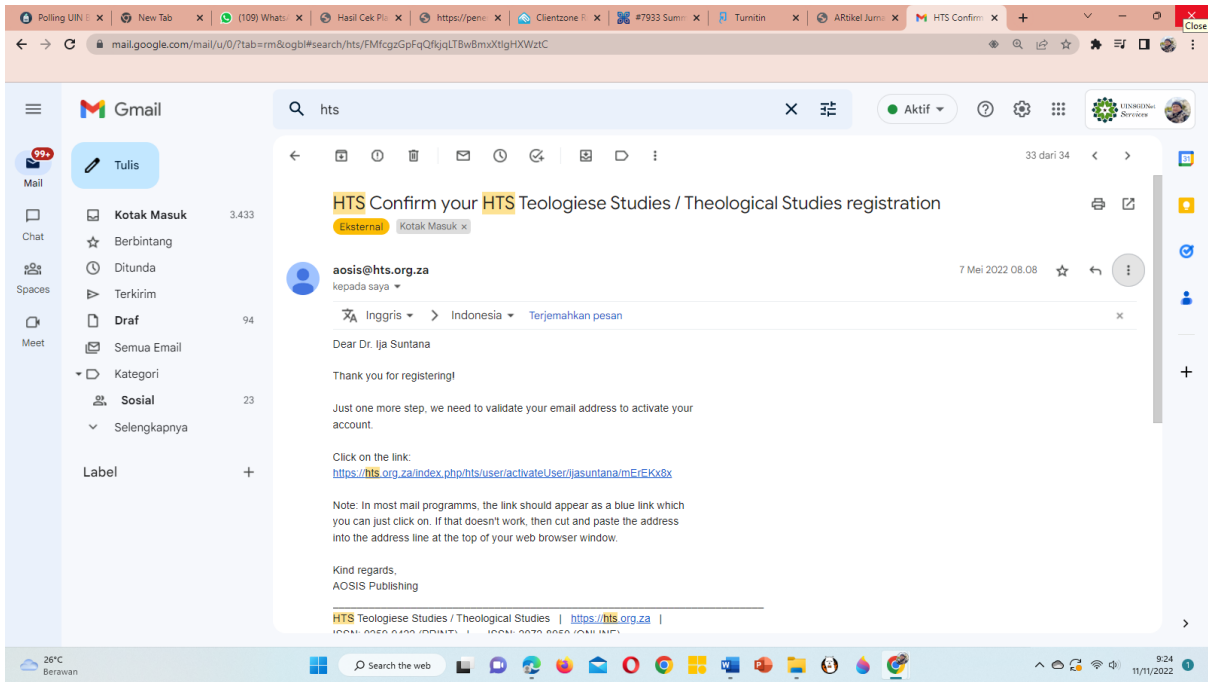 Polling UIN B
New Tab
(109) Whats
Hasil Cek Pla
https://pene
Clientzone R
#7933 Summ
Turnitin
ARtikel Jurna
HTS Confirm
Close
mail.google.com/mail/u/0/?tab=rm&ogbl#search/hts/FMfcgzGpFqQfkjqLTBwBmxXtlgHXWztC
Gmail
hts
Aktif
UINSGDNet
Services
99+
Mail
Chat
Spaces
Meet
Tulis
Kotak Masuk 3.433
Berbintang
Ditunda
Terkirim
Draf 94
Semua Email
Kategori
Sosial 23
Selengkapnya
Label
33 dari 34
31
HTS Confirm your HTS Teologiese Studies / Theological Studies registration
Eksternal Kotak Masuk ×
aosis@hts.org.za 7 Mei 2022 08.08
kepada saya
Inggris Indonesia Terjemahkan pesan
Dear Dr. Ija Suntana
Thank you for registering!
Just one more step, we need to validate your email address to activate your
account.
Click on the link:
https://hts.org.za/index.php/hts/user/activateUser/ijasuntana/mErEKx8x
Note: In most mail programms, the link should appear as a blue link which
you can just click on. If that doesn't work, then cut and paste the address
into the address line at the top of your web browser window.
Kind regards,
AOSIS Publishing
HTS Teologiese Studies / Theological Studies | https://hts.org.za |
26°C
Berawan
Search the web
9:24
11/11/2022
1